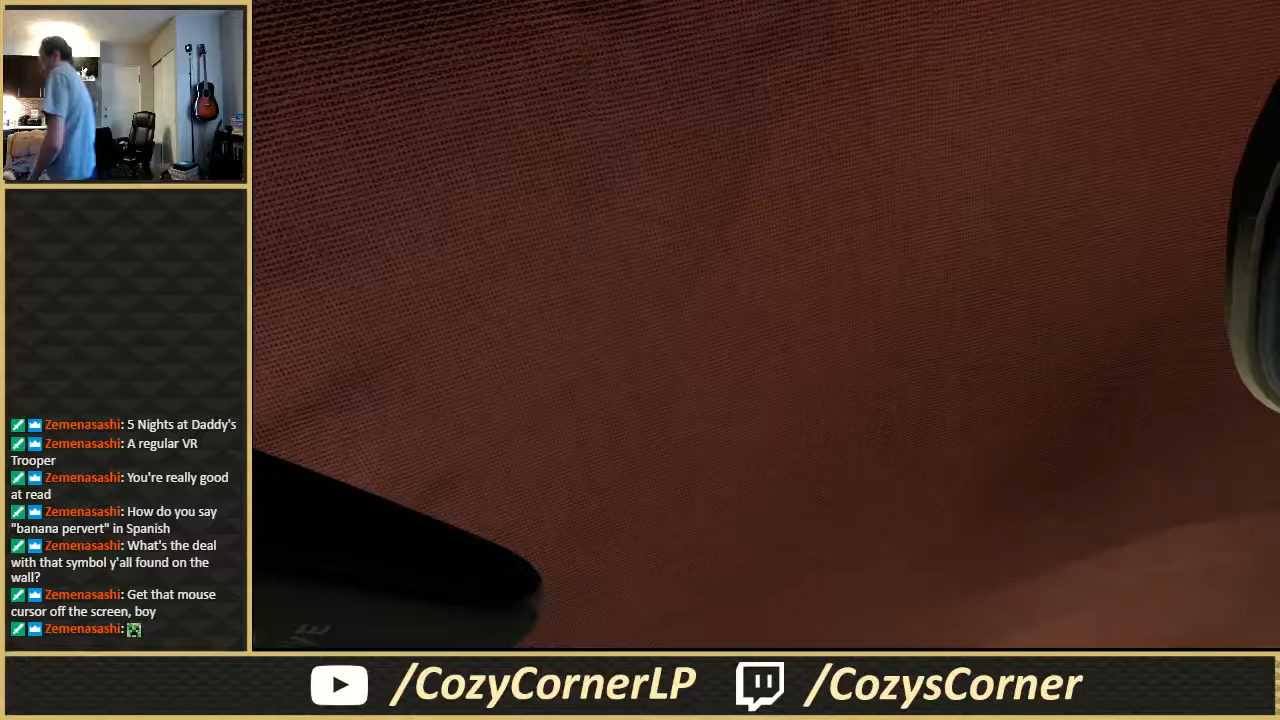 Zemenasashi: 5 Nights at Daddy's
Zemenasashi: A regular VR
Trooper
Zemenasashi: You're really good
at read
Zemenasashi: How do you say
"banana pervert" in Spanish
Zemenasashi: What's the deal
with that symbol y'all found on the
wall?
Zemenasashi: Get that mouse
cursor off the screen, boy
Zemenasashi:
/CozyCornerLP /CozysCorner